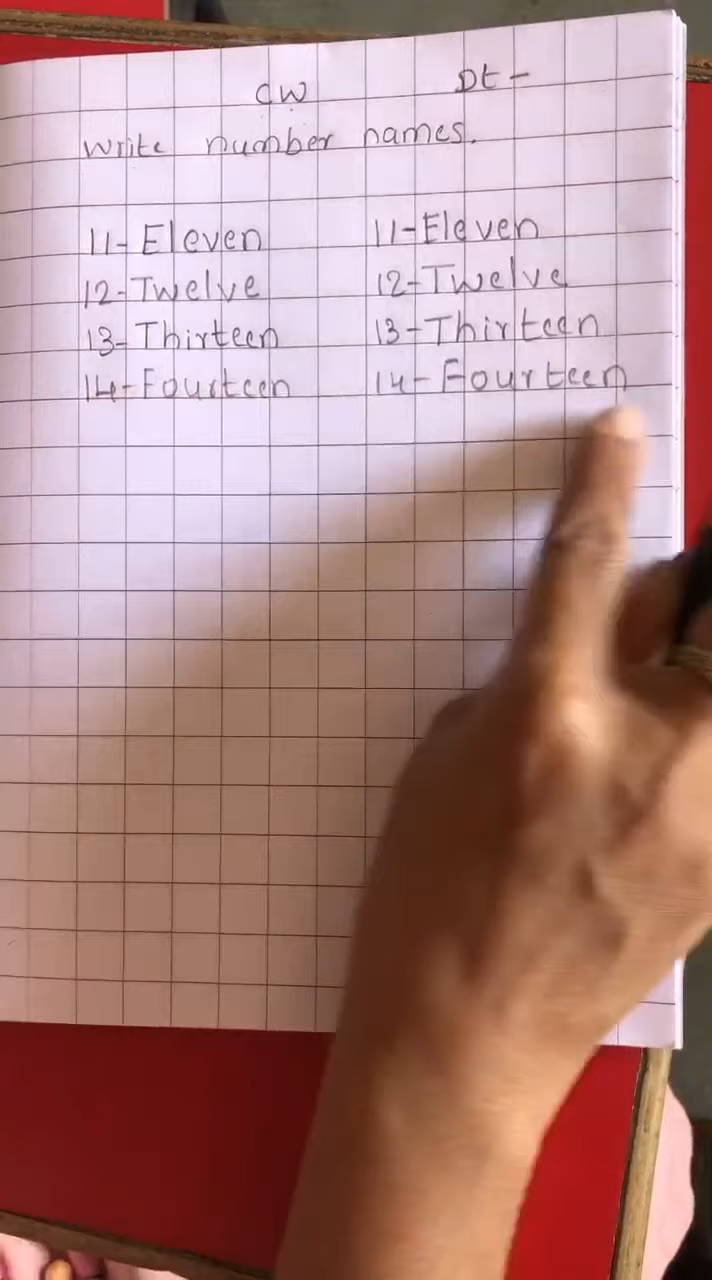 CW Dt-
Write number names.
11-Eleven 11-Eleven
12-Twelve 12-Twelve
13-Thirteen 13-Thirteen
14-Fourteen 14-Fourteen